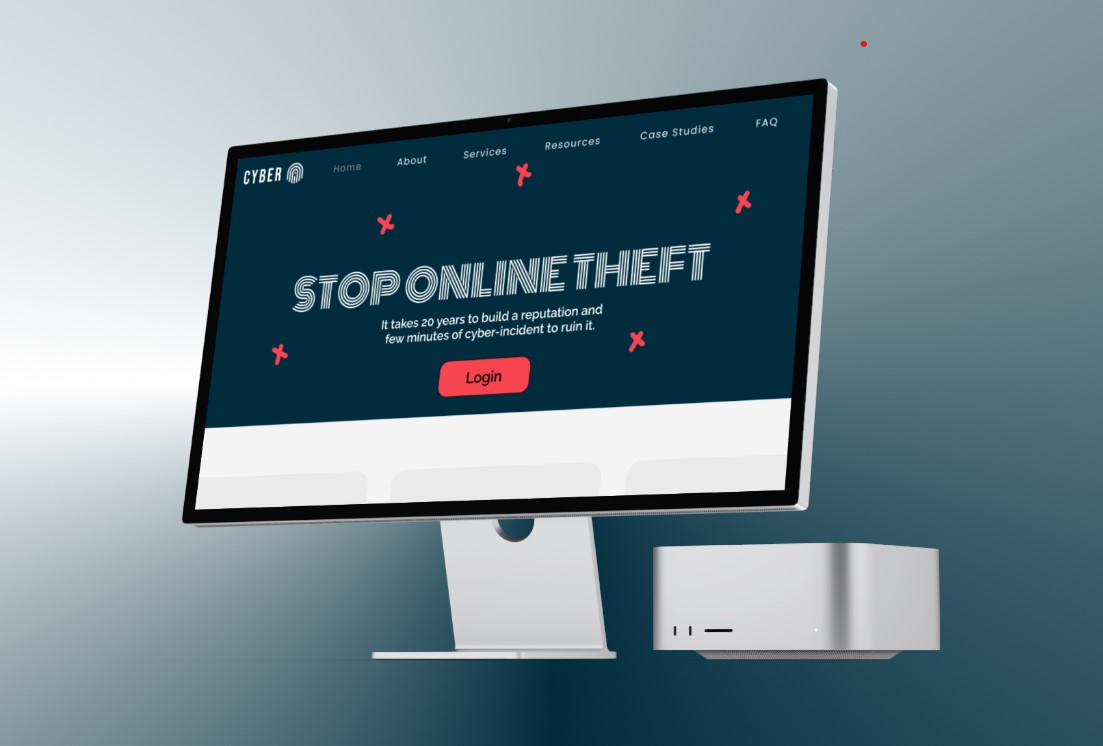 CYBER
Home About Services Resources Case Studies FAQ
STOP ONLINE THEFT
It takes 20 years to build a reputation and
few minutes of cyber-incident to ruin it.
Login